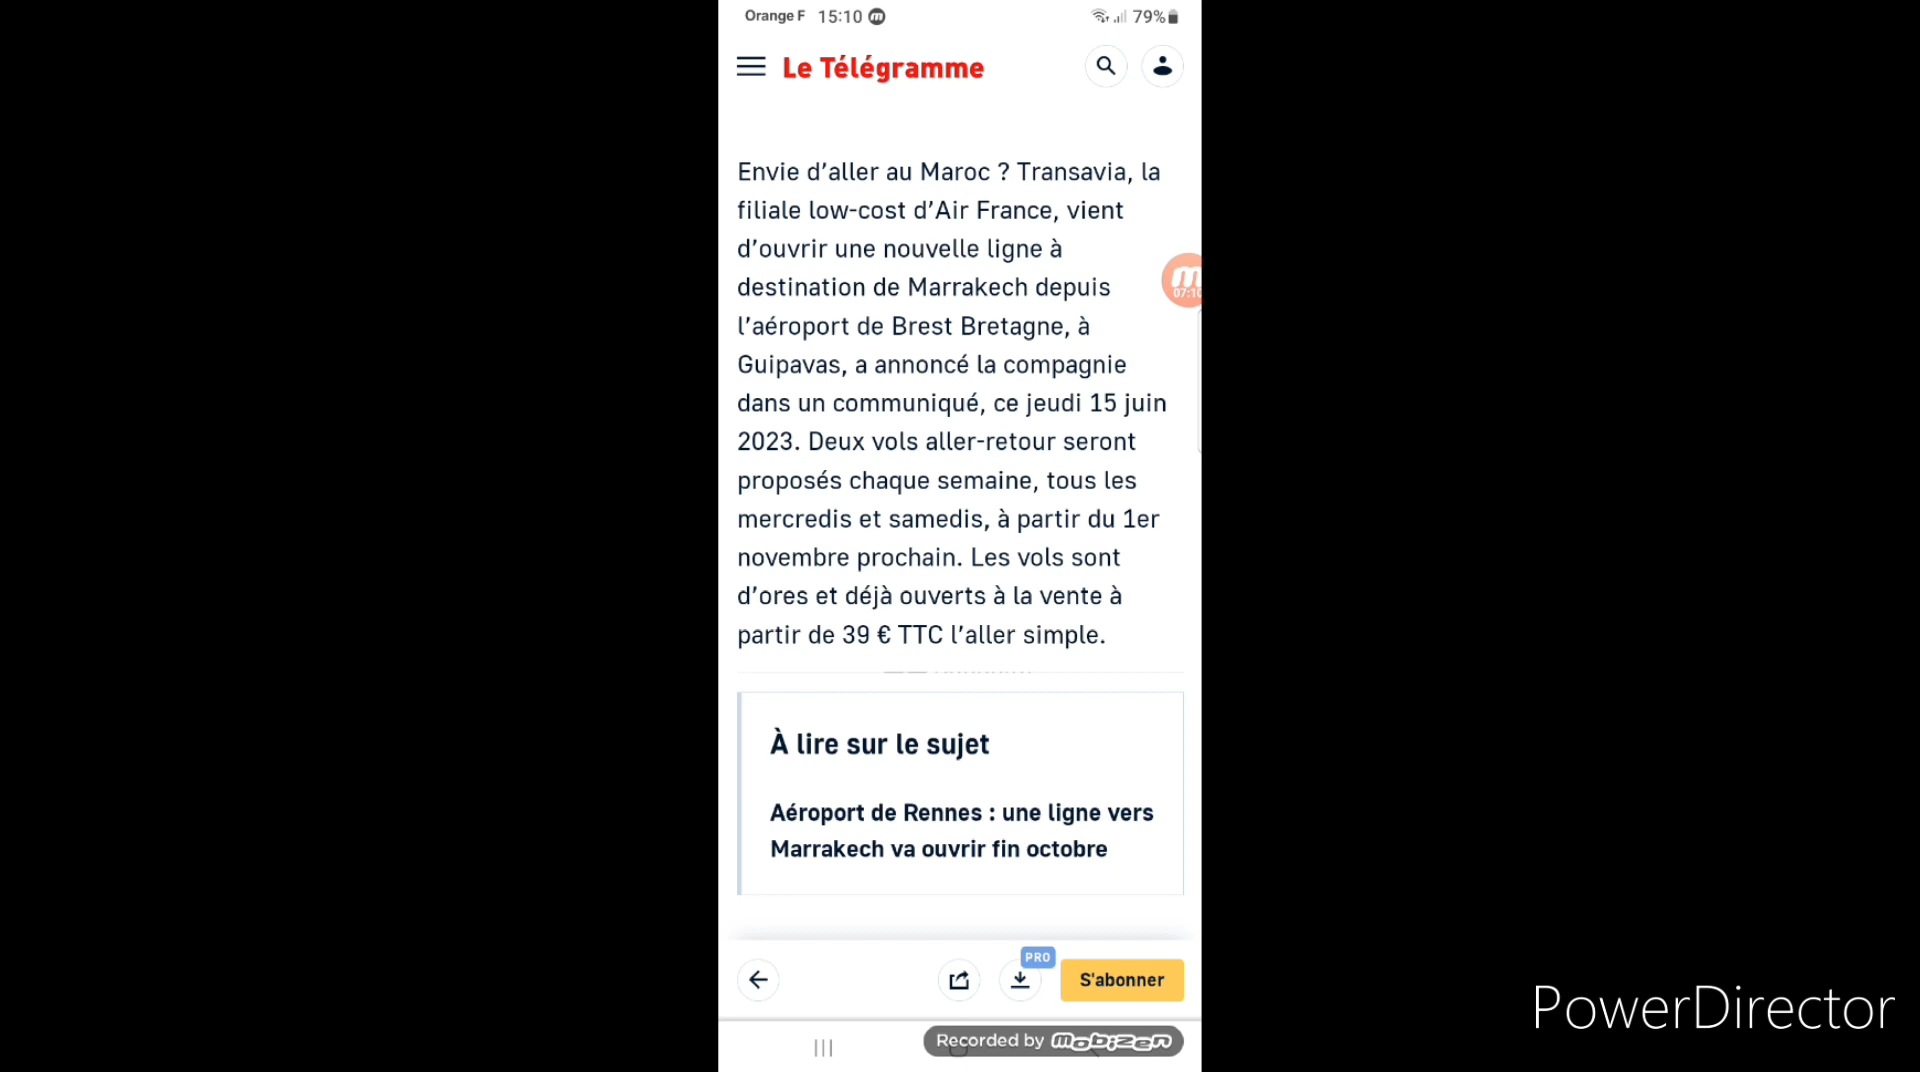 Orange F 15:10 m 79%
Le Télégramme
Envie d’aller au Maroc ? Transavia, la
filiale low-cost d’Air France, vient
d’ouvrir une nouvelle ligne à
destination de Marrakech depuis
l’aéroport de Brest Bretagne, à
Guipavas, a annoncé la compagnie
dans un communiqué, ce jeudi 15 juin
2023. Deux vols aller-retour seront
proposés chaque semaine, tous les
mercredis et samedis, à partir du 1er
novembre prochain. Les vols sont
d’ores et déjà ouverts à la vente à
partir de 39 € TTC l’aller simple.
À lire sur le sujet
Aéroport de Rennes : une ligne vers
Marrakech va ouvrir fin octobre
PRO
S'abonner
Recorded by mobizen
PowerDirector